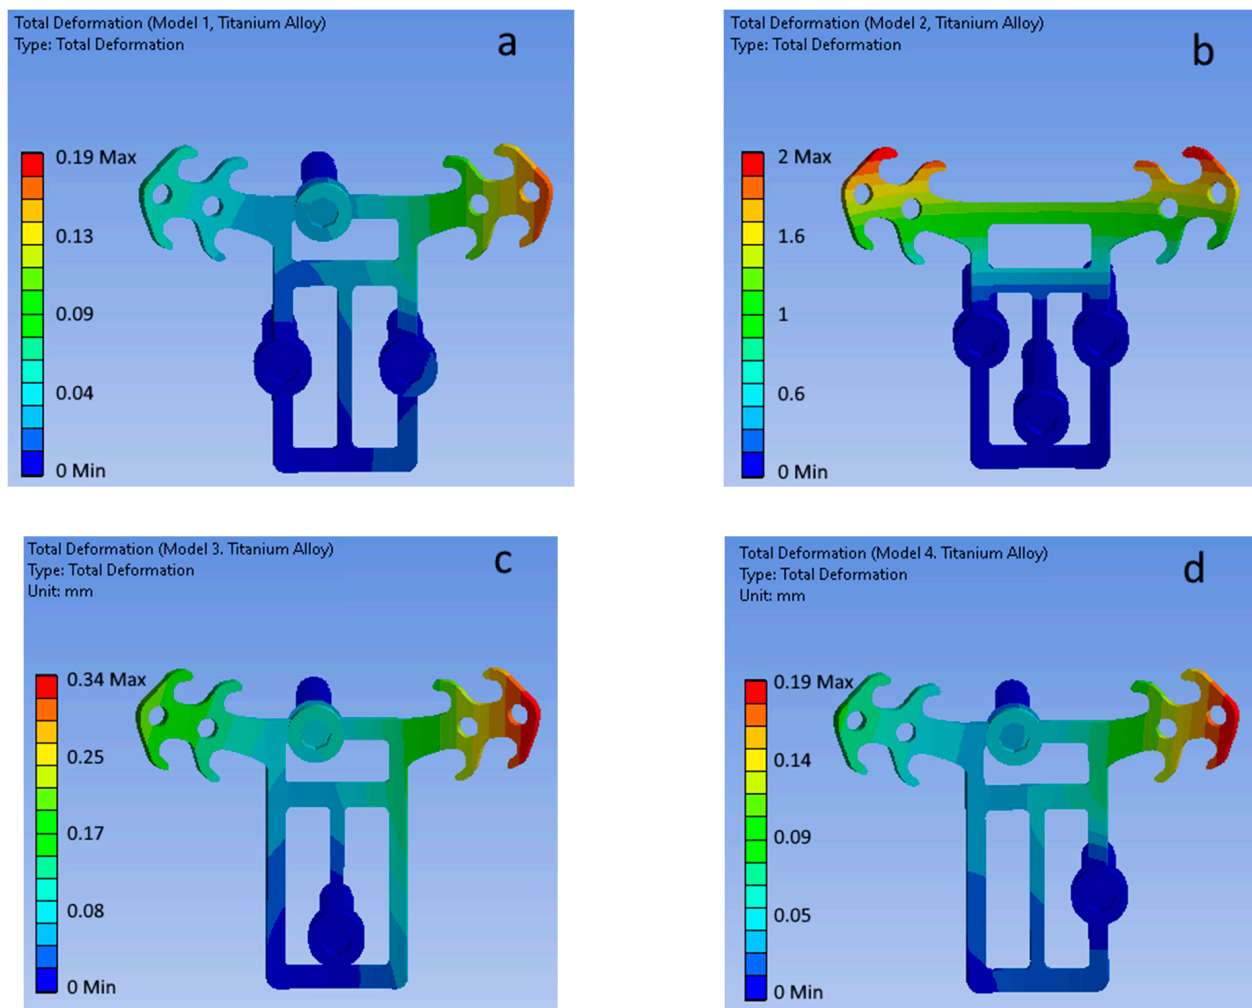 Total Deformation (Model 1, Titanium Alloy)
Type: Total Deformation
a
0.19 Max
0.13
0.09
0.04
0 Min
Total Deformation (Model 2, Titanium Alloy)
Type: Total Deformation
b
2 Max
1.6
1
0.6
0 Min
Total Deformation (Model 3. Titanium Alloy)
Type: Total Deformation
Unit: mm
c
0.34 Max
0.25
0.17
0.08
0 Min
Total Deformation (Model 4. Titanium Alloy)
Type: Total Deformation
Unit: mm
d
0.19 Max
0.14
0.09
0.05
0 Min